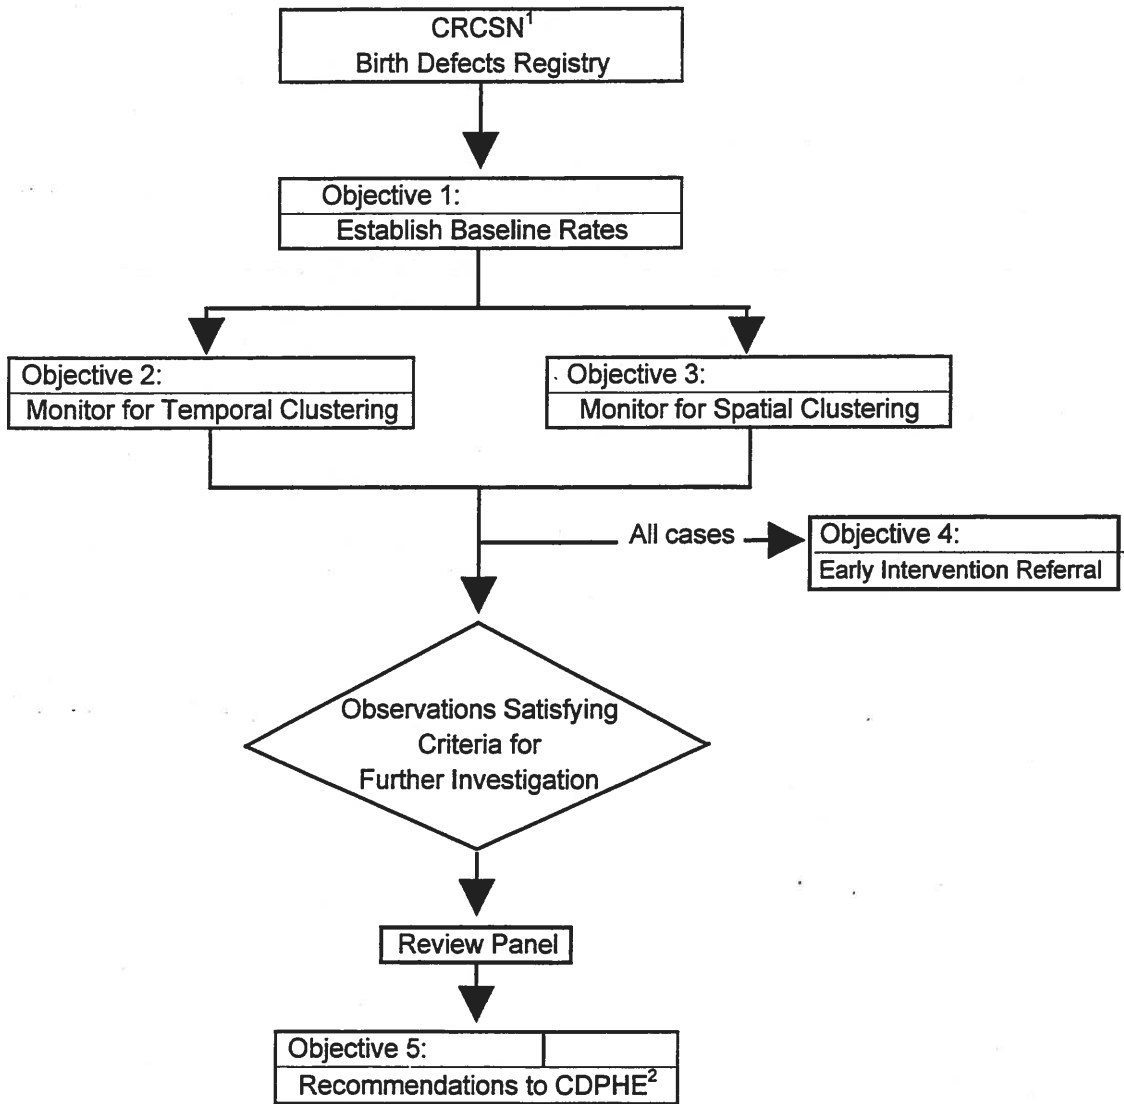 CRCSN¹
Birth Defects Registry
Objective 1:
Establish Baseline Rates
Objective 2:
Monitor for Temporal Clustering
Objective 3:
Monitor for Spatial Clustering
All cases
Objective 4:
Early Intervention Referral
Observations Satisfying
Criteria for
Further Investigation
Review Panel
Objective 5:
Recommendations to CDPHE²